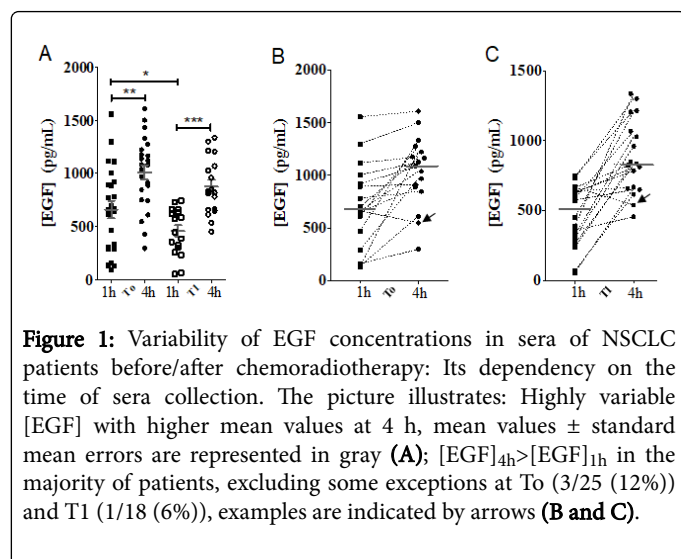 A
B
C
2000
1500
1000
500
0
[EGF] (pg/mL)
*
**
***
1h To 4h 1h T1 4h
2000
1500
1000
500
0
[EGF] (pg/mL)
1h To 4h
1500
1000
500
0
[EGF] (pg/mL)
1h T1 4h
Figure 1: Variability of EGF concentrations in sera of NSCLC
patients before/after chemoradiotherapy: Its dependency on the
time of sera collection. The picture illustrates: Highly variable
[EGF] with higher mean values at 4 h, mean values ± standard
mean errors are represented in gray (A); [EGF]4h>[EGF]1h in the
majority of patients, excluding some exceptions at To (3/25 (12%))
and T1 (1/18 (6%)), examples are indicated by arrows (B and C).